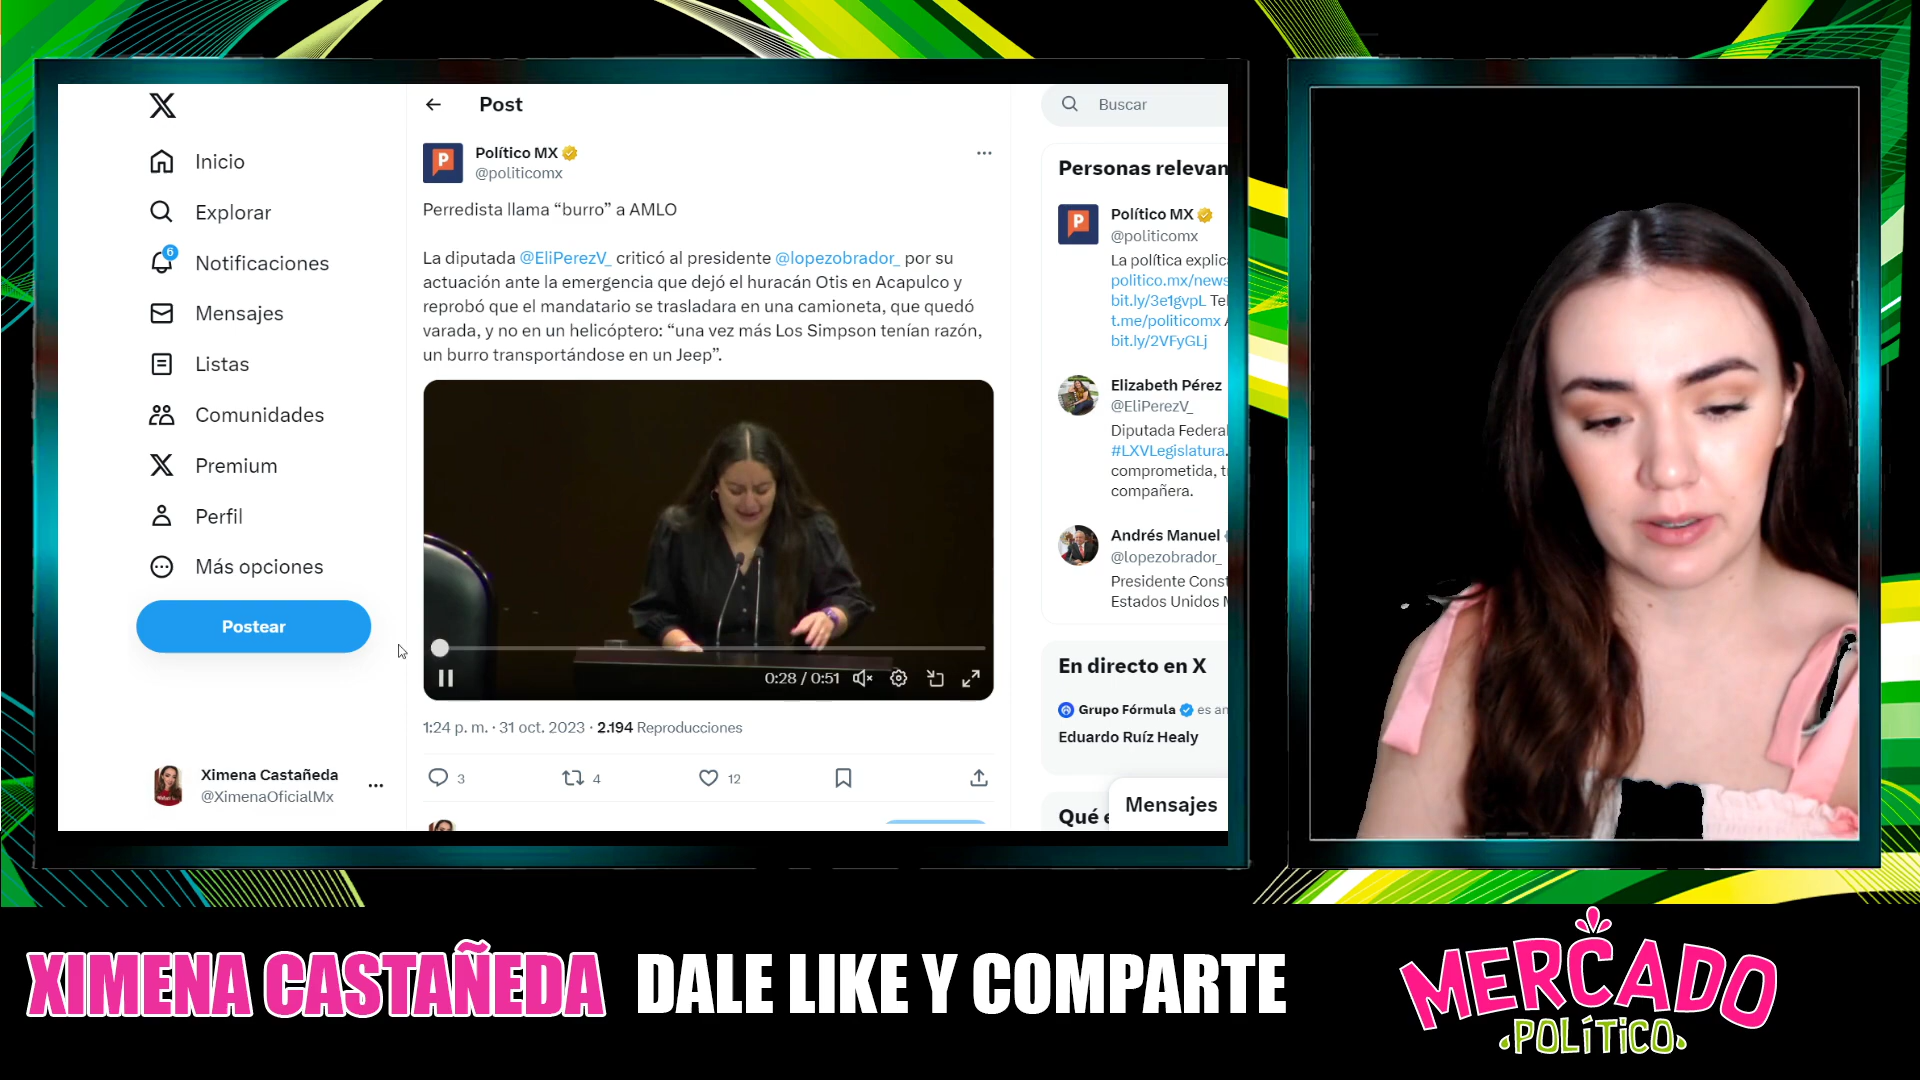 Inicio
Explorar
6
Notificaciones
Mensajes
Listas
Comunidades
Premium
Perfil
Más opciones
Postear
Ximena Castañeda
@XimenaOficialMx
Post
Político MX
@politicomx
Perredista llama “burro” a AMLO
La diputada @EliPerezV_ criticó al presidente @lopezobrador_ por su
actuación ante la emergencia que dejó el huracán Otis en Acapulco y
reprobó que el mandatario se trasladara en una camioneta, que quedó
varada, y no en un helicóptero: “una vez más Los Simpson tenían razón,
un burro transportándose en un Jeep”.
0:28 / 0:51
1:24 p. m. · 31 oct. 2023 · 2.194 Reproducciones
3
4
12
Buscar
Personas relevan
Político MX
@politicomx
La política explic
politico.mx/news
bit.ly/3e1gvpL Tel
t.me/politicomx
bit.ly/2VFyGLj
Elizabeth Pérez
@EliPerezV_
Diputada Federal
#LXVLegislatura.
comprometida, t
compañera.
Andrés Manuel
@lopezobrador_
Presidente Const
Estados Unidos M
En directo en X
Grupo Fórmula es an
Eduardo Ruíz Healy
Qué e
Mensajes
XIMENA CASTAÑEDA DALE LIKE Y COMPARTE
MERCADO
POLÍTICO